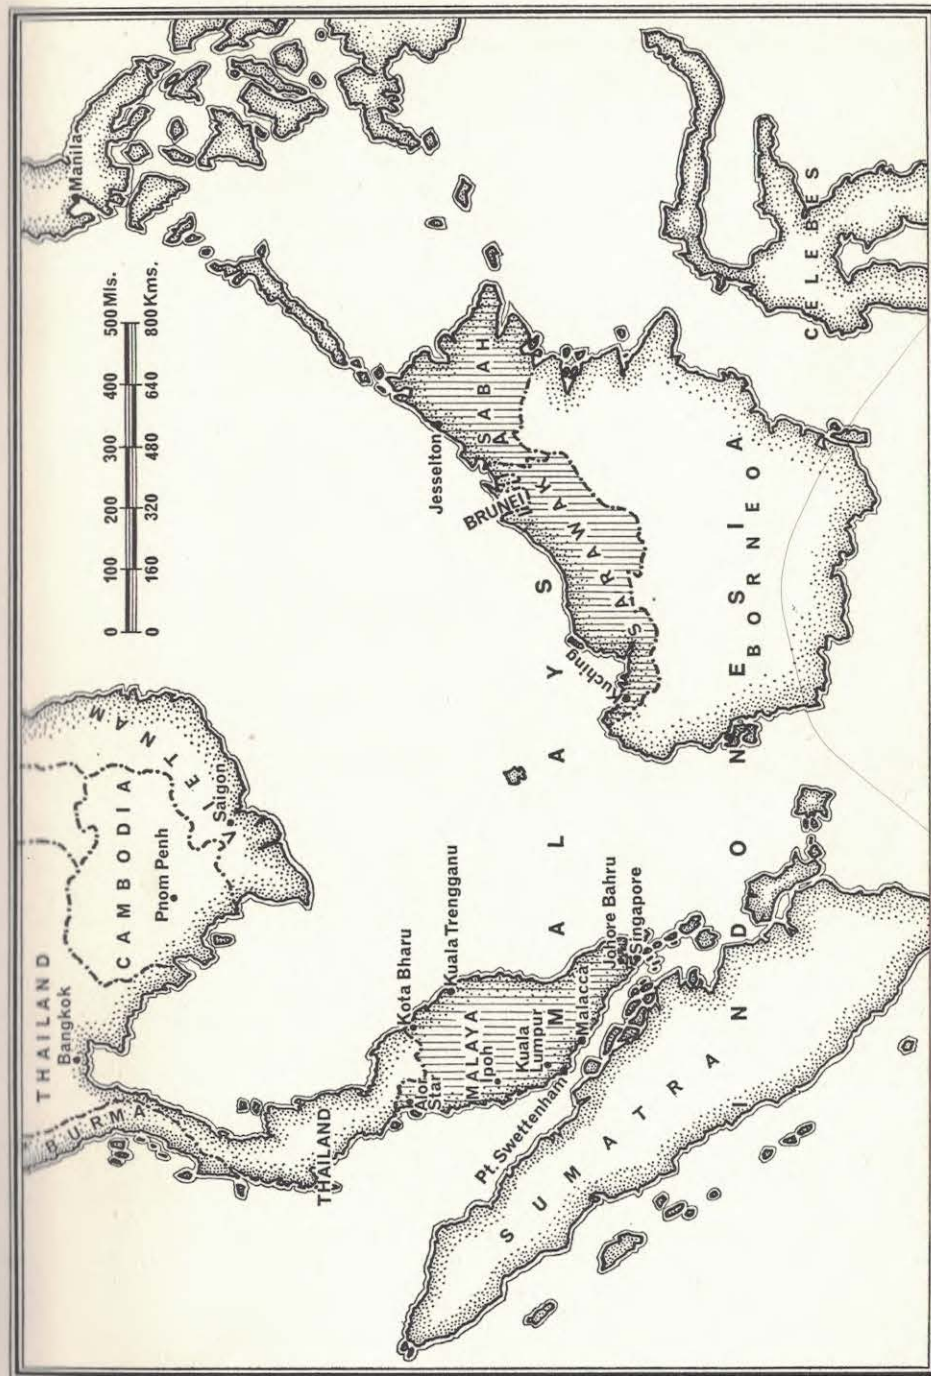 THAILAND
Bangkok
BURMA
CAMBODIA
Pnom Penh
VIETNAM
Saigon
0 100 200 300 400 500 Mls.
0 160 320 480 640 800 Kms.
Manila
THAILAND
Kota Bharu
Kuala Trengganu
Alor
Star
MALAYA
Ipoh
Kuala
Lumpur
Pt. Swettenham
Malacca
Johore Bahru
Singapore
MALAYSIA
Jesselton
SABAH
BRUNEI
SARAWAK
Kuching
SUMATRA
INDONESIA
BORNEO
CELEBES